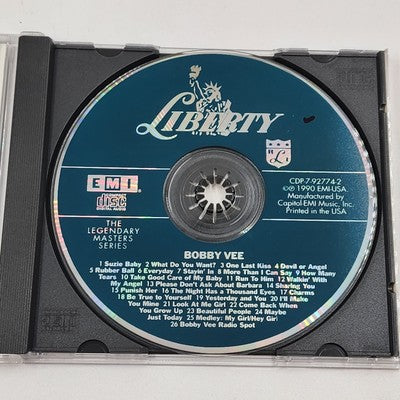 LIBERTY
CDP-7-92774-2
© ℗ 1990 EMI-USA
Manufactured by
Capitol-EMI Music, Inc.
Printed in the USA
EMI
COMPACT
disc
DIGITAL AUDIO
THE
LEGENDARY
MASTERS
SERIES
BOBBY VEE
1 Suzie Baby 2 What Do You Want? 3 One Last Kiss 4 Devil or Angel
5 Rubber Ball 6 Everyday 7 Stayin' In 8 More Than I Can Say 9 How Many
Tears 10 Take Good Care of My Baby 11 Run To Him 12 Walkin' With
My Angel 13 Please Don't Ask About Barbara 14 Sharing You
15 Punish Her 16 The Night Has a Thousand Eyes 17 Charms
18 Be True to Yourself 19 Yesterday and You 20 I'll Make
You Mine 21 Look At Me Girl 22 Come Back When
You Grow Up 23 Beautiful People 24 Maybe
Just Today 25 Medley: My Girl/Hey Girl
26 Bobby Vee Radio Spot